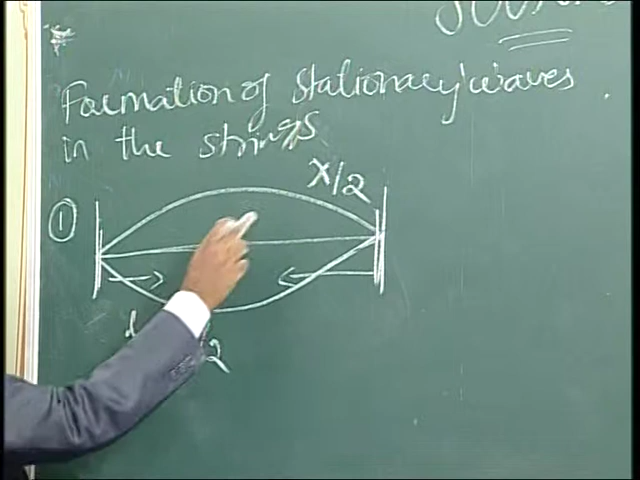 Formation of stationary waves
in the strings
λ/2
①